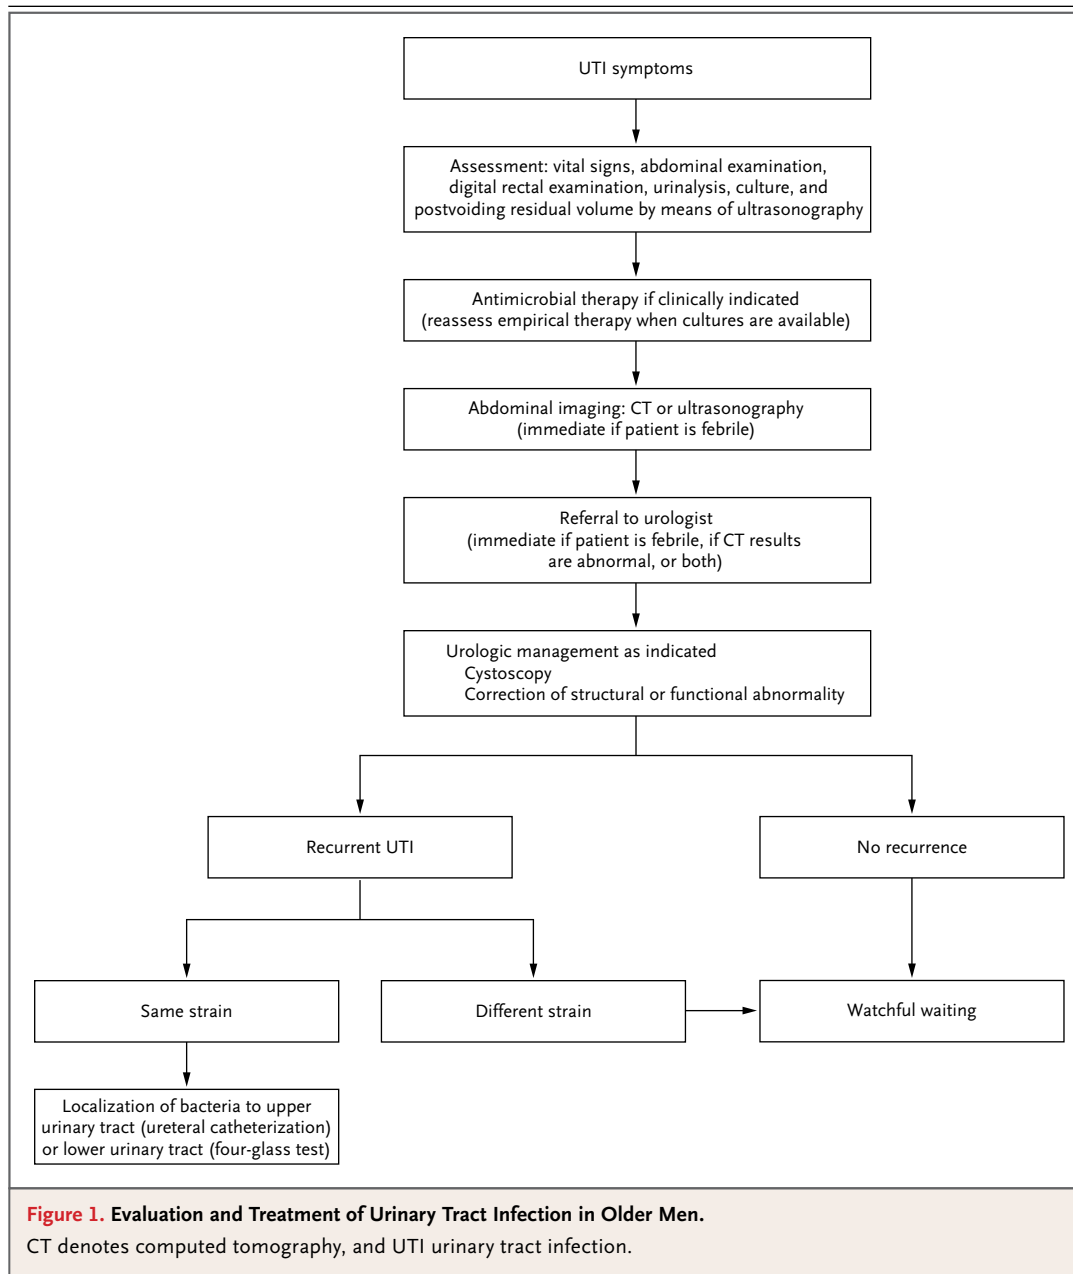 UTI symptoms
Assessment: vital signs, abdominal examination,
digital rectal examination, urinalysis, culture, and
postvoiding residual volume by means of ultrasonography
Antimicrobial therapy if clinically indicated
(reassess empirical therapy when cultures are available)
Abdominal imaging: CT or ultrasonography
(immediate if patient is febrile)
Referral to urologist
(immediate if patient is febrile, if CT results
are abnormal, or both)
Urologic management as indicated
Cystoscopy
Correction of structural or functional abnormality
Recurrent UTI
No recurrence
Same strain
Different strain
Watchful waiting
Localization of bacteria to upper
urinary tract (ureteral catheterization)
or lower urinary tract (four-glass test)
Figure 1. Evaluation and Treatment of Urinary Tract Infection in Older Men.
CT denotes computed tomography, and UTI urinary tract infection.